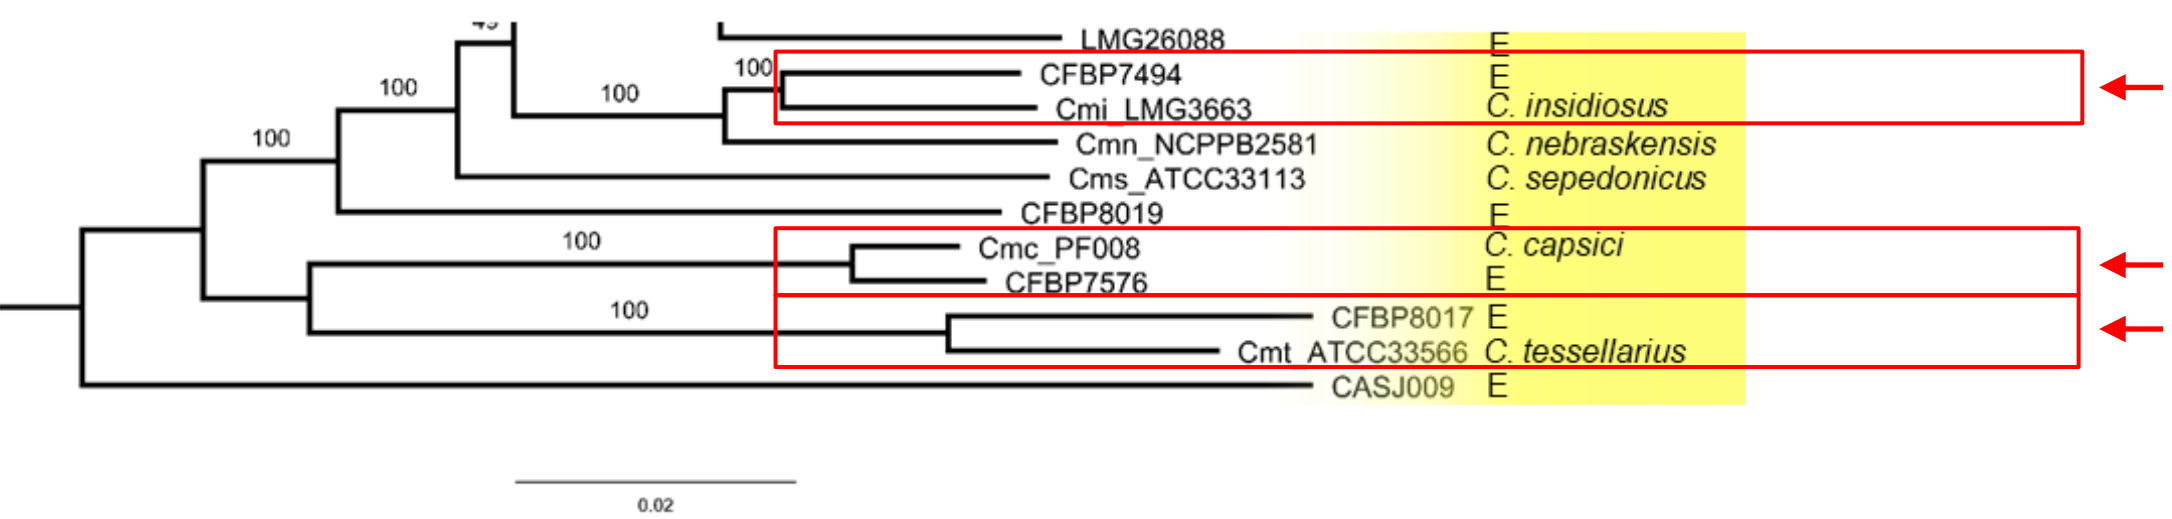 LMG26088 E
100 CFBP7494 E
100 100 Cmi_LMG3663 C. insidiosus
100 Cmn_NCPPB2581 C. nebraskensis
Cms_ATCC33113 C. sepedonicus
CFBP8019 E
100 Cmc_PF008 C. capsici
CFBP7576 E
100 CFBP8017 E
Cmt_ATCC33566 C. tessellarius
CASJ009 E
0.02